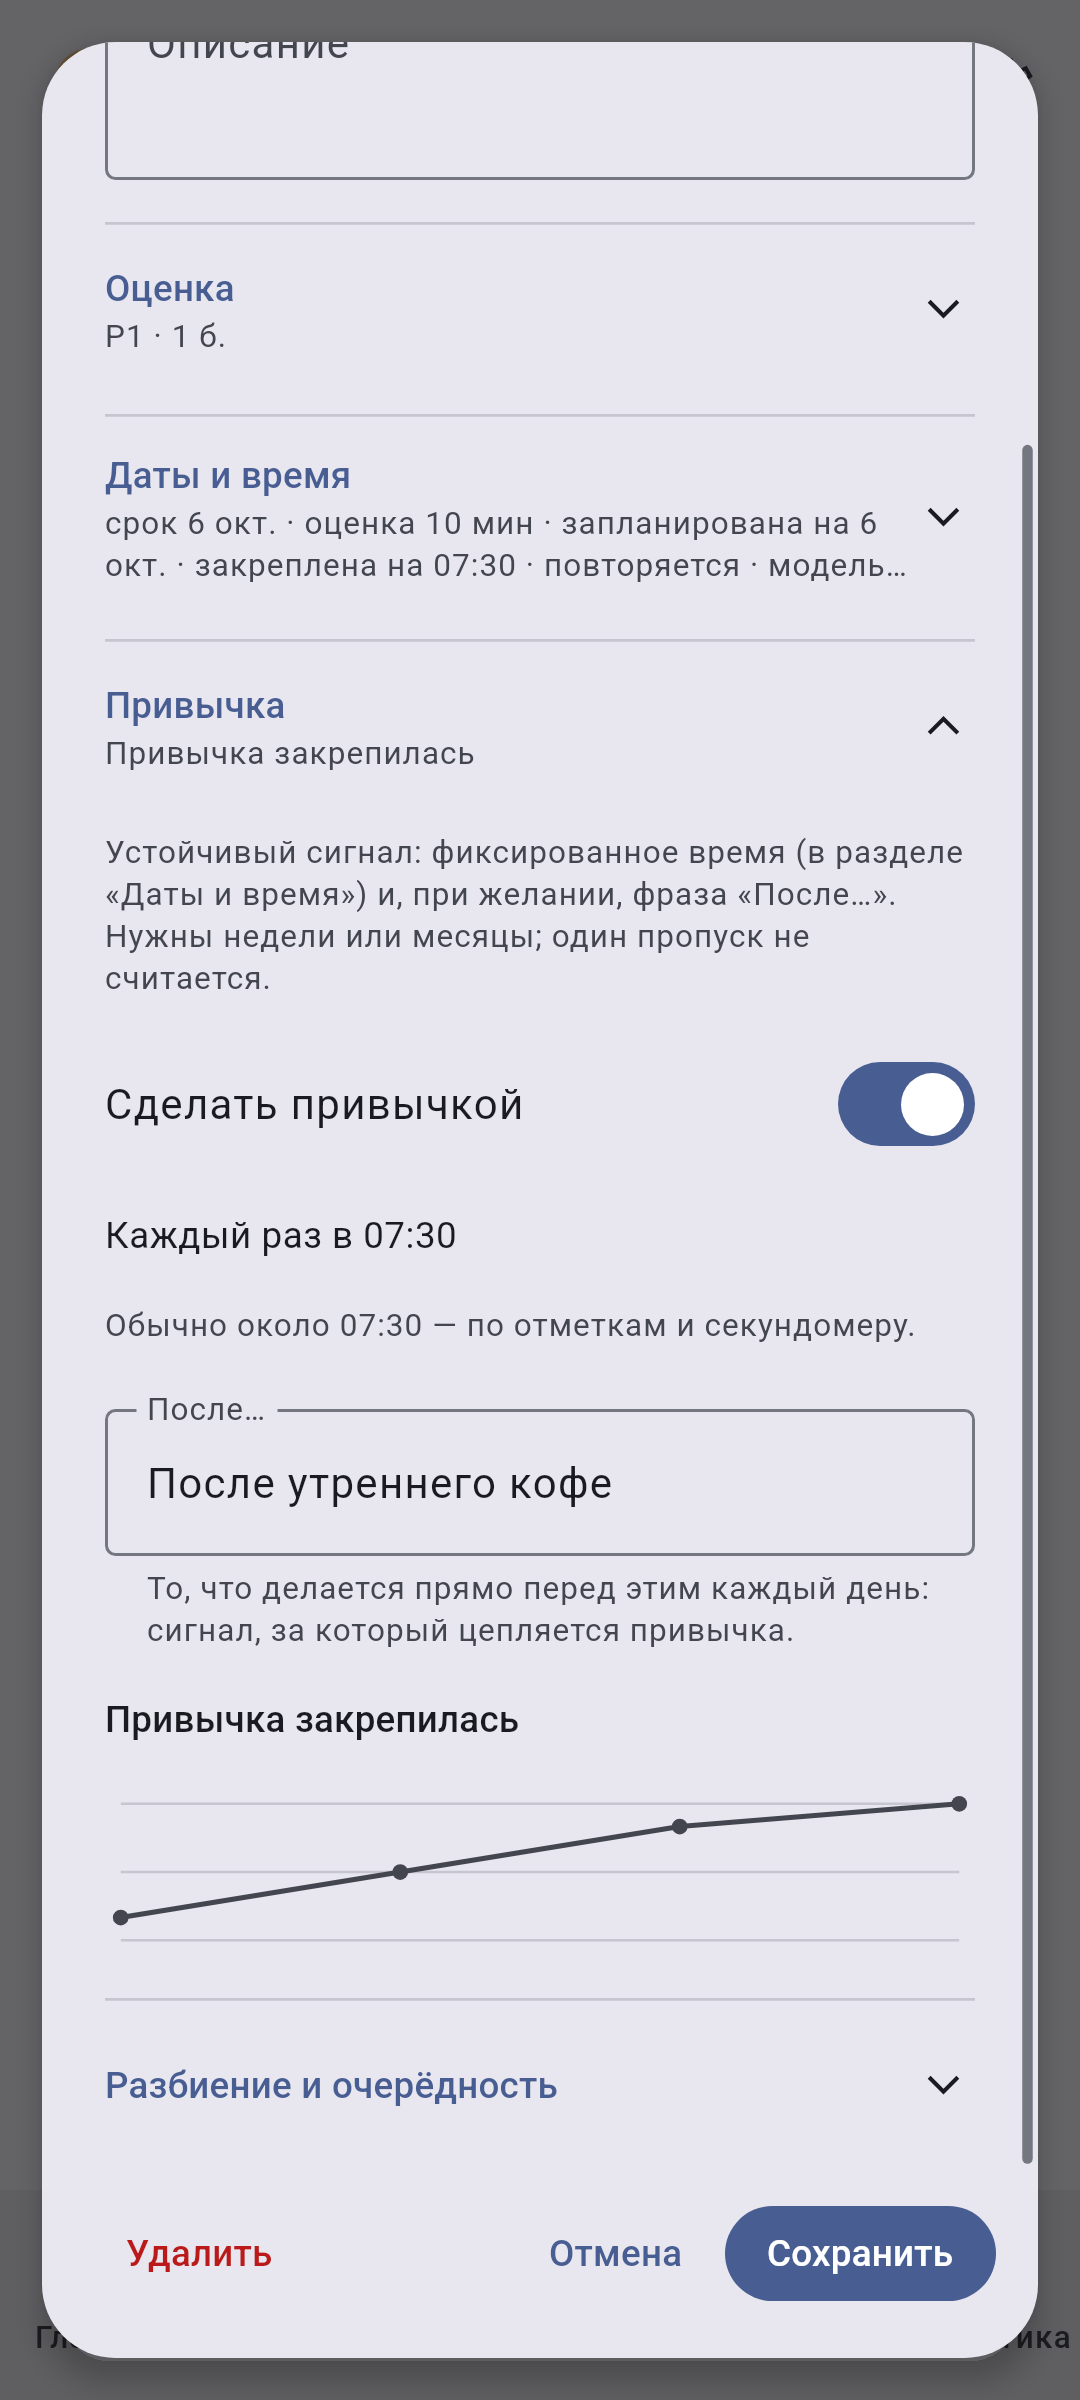 Описание
Оценка
P1 · 1 б.
Даты и время
срок 6 окт. · оценка 10 мин · запланирована на 6
окт. · закреплена на 07:30 · повторяется · модель…
Привычка
Привычка закрепилась
Устойчивый сигнал: фиксированное время (в разделе
«Даты и время») и, при желании, фраза «После…».
Нужны недели или месяцы; один пропуск не
считается.
Сделать привычкой
Каждый раз в 07:30
Обычно около 07:30 — по отметкам и секундомеру.
После…
После утреннего кофе
То, что делается прямо перед этим каждый день:
сигнал, за который цепляется привычка.
Привычка закрепилась
Разбиение и очерёдность
Удалить
Отмена
Сохранить